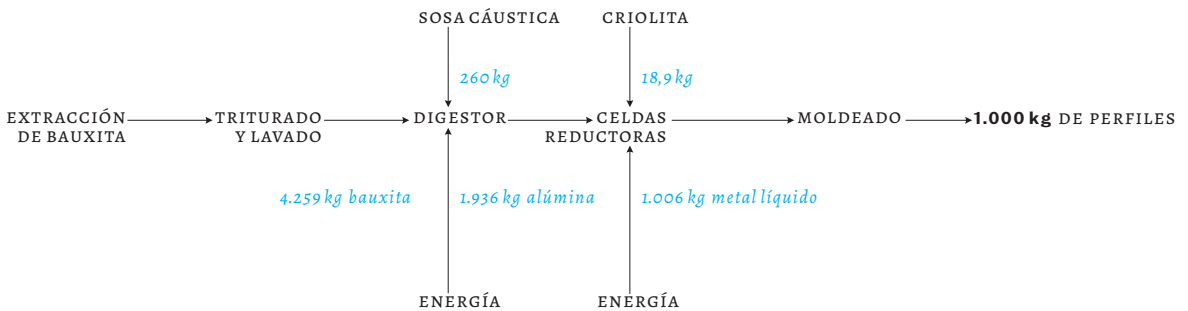 SOSA CÁUSTICA
CRIOLITA
260 kg
18,9 kg
EXTRACCIÓN
DE BAUXITA
TRITURADO
Y LAVADO
DIGESTOR
CELDAS
REDUCTORAS
MOLDEADO
1.000 kg DE PERFILES
4.259 kg bauxita
1.936 kg alúmina
1.006 kg metal líquido
ENERGÍA
ENERGÍA